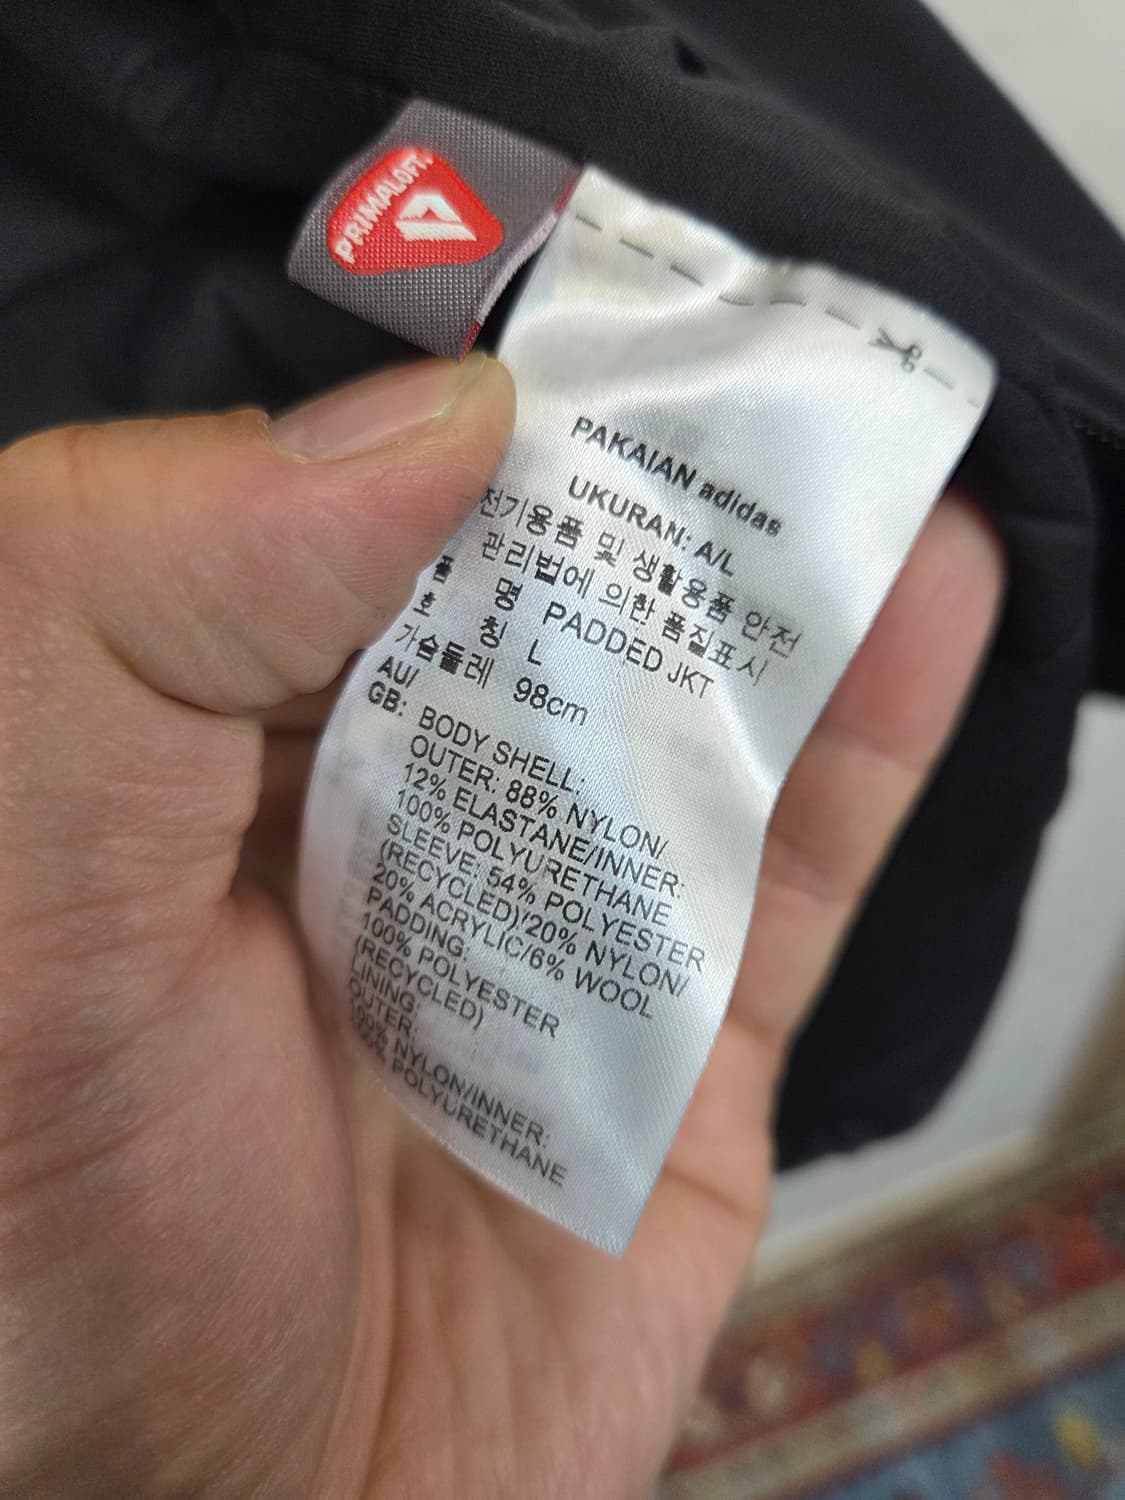 PRIMALOFT
PAKAIAN adidas
UKURAN: A/L
전기용품 및 생활용품 안전
관리법에 의한 품질표시
품 명 PADDED JKT
호 칭 L
가슴둘레 98cm
AU/
GB: BODY SHELL:
OUTER: 88% NYLON/
12% ELASTANE/INNER:
100% POLYURETHANE
SLEEVE: 54% POLYESTER
(RECYCLED)/20% NYLON/
20% ACRYLIC/6% WOOL
PADDING:
100% POLYESTER
(RECYCLED)
LINING:
OUTER:
100% NYLON/INNER:
100% POLYURETHANE